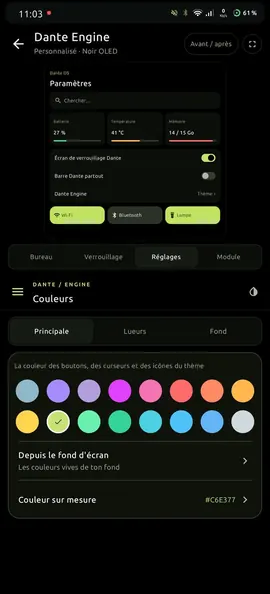 11:03
0
61 %
Dante Engine
Personnalisé · Noir OLED
Avant / après
Dante OS
Paramètres
Chercher...
Batterie
Température
Mémoire
27 %
41 °C
14 / 15 Go
Écran de verrouillage Dante
Barre Dante partout
Dante Engine
Thème ›
Wi-Fi
Bluetooth
Lampe
Bureau
Verrouillage
Réglages
Module
DANTE / ENGINE
Couleurs
Principale
Lueurs
Fond
La couleur des boutons, des curseurs et des icônes du thème
Depuis le fond d'écran
Les couleurs vives de ton fond
Couleur sur mesure
#C6E377